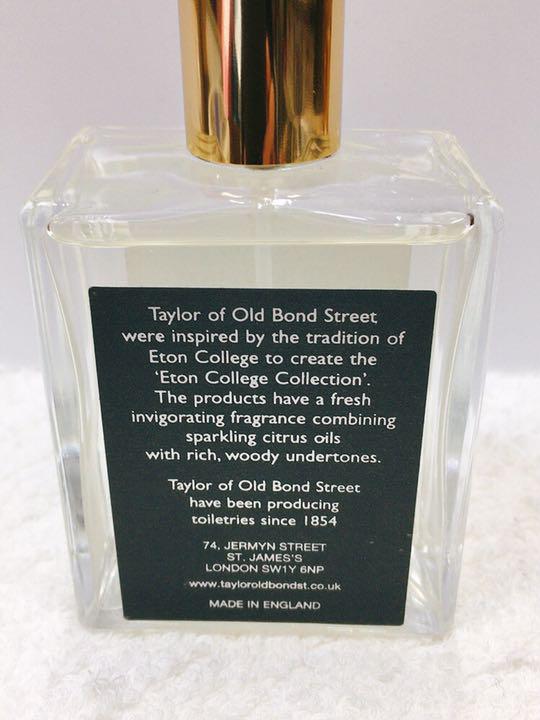 Taylor of Old Bond Street
were inspired by the tradition of
Eton College to create the
'Eton College Collection'.
The products have a fresh
invigorating fragrance combining
sparkling citrus oils
with rich, woody undertones.
Taylor of Old Bond Street
have been producing
toiletries since 1854
74, JERMYN STREET
ST. JAMES'S
LONDON SW1Y 6NP
www.tayloroldbondst.co.uk
MADE IN ENGLAND